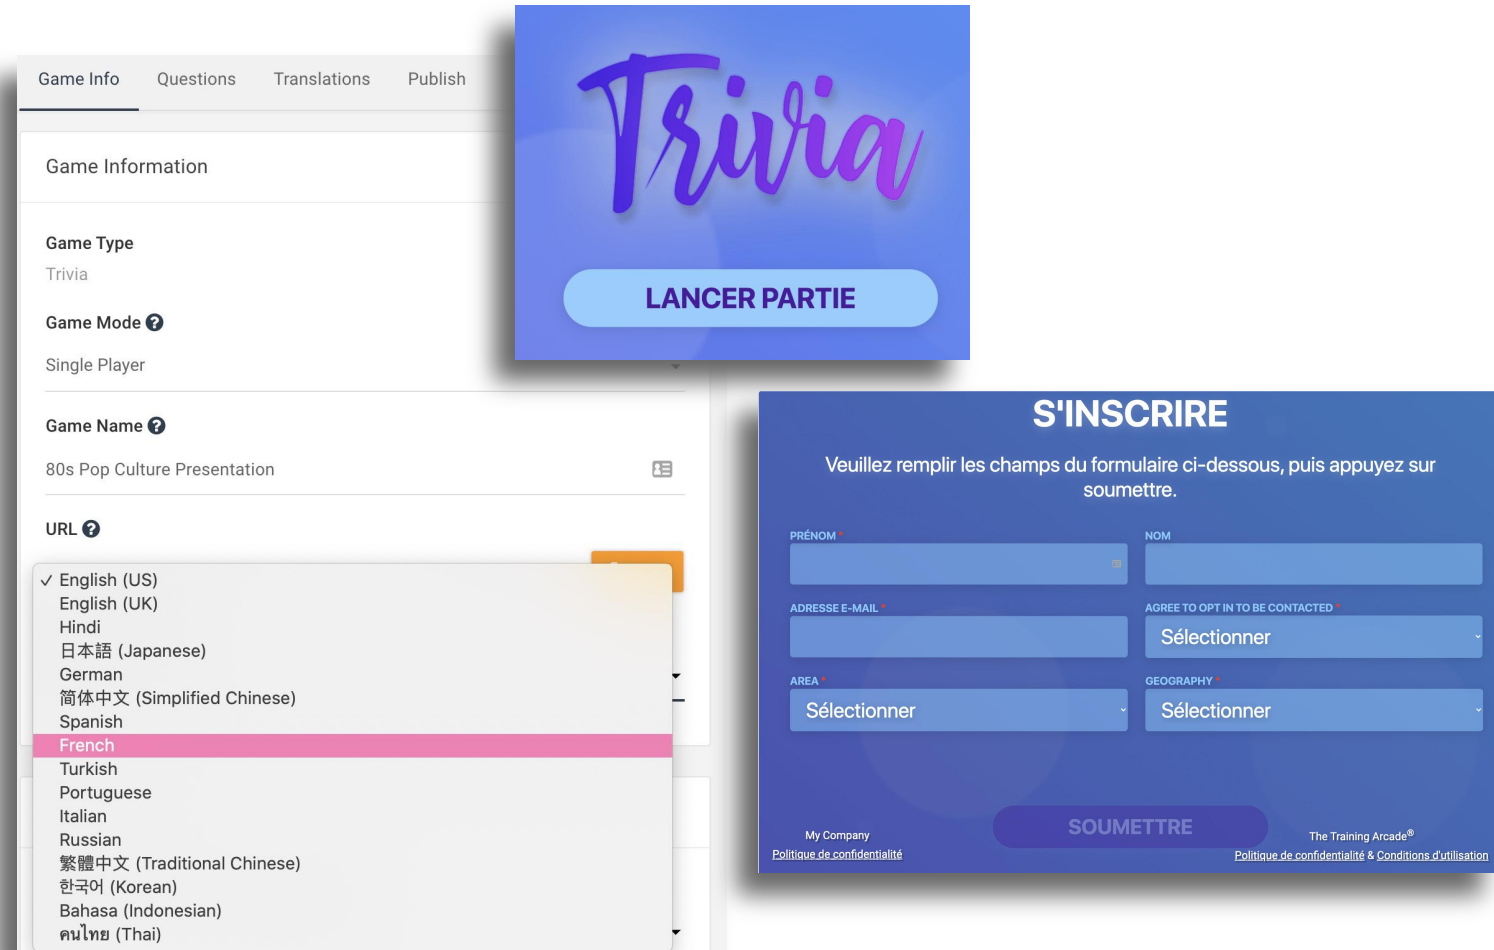 Game Info
Questions
Translations
Publish
Game Information
Game Type
Trivia
Game Mode ?
Single Player
Game Name ?
80s Pop Culture Presentation
URL ?
✓ English (US)
English (UK)
Hindi
日本語 (Japanese)
German
简体中文 (Simplified Chinese)
Spanish
French
Turkish
Portuguese
Italian
Russian
繁體中文 (Traditional Chinese)
한국어 (Korean)
Bahasa (Indonesian)
คนไทย (Thai)
Trivia
LANCER PARTIE
S'INSCRIRE
Veuillez remplir les champs du formulaire ci-dessous, puis appuyez sur
soumettre.
PRÉNOM *
NOM
ADRESSE E-MAIL *
AGREE TO OPT IN TO BE CONTACTED *
Sélectionner
AREA *
GEOGRAPHY *
Sélectionner
Sélectionner
SOUMETTRE
My Company
Politique de confidentialité
The Training Arcade®
Politique de confidentialité & Conditions d'utilisation